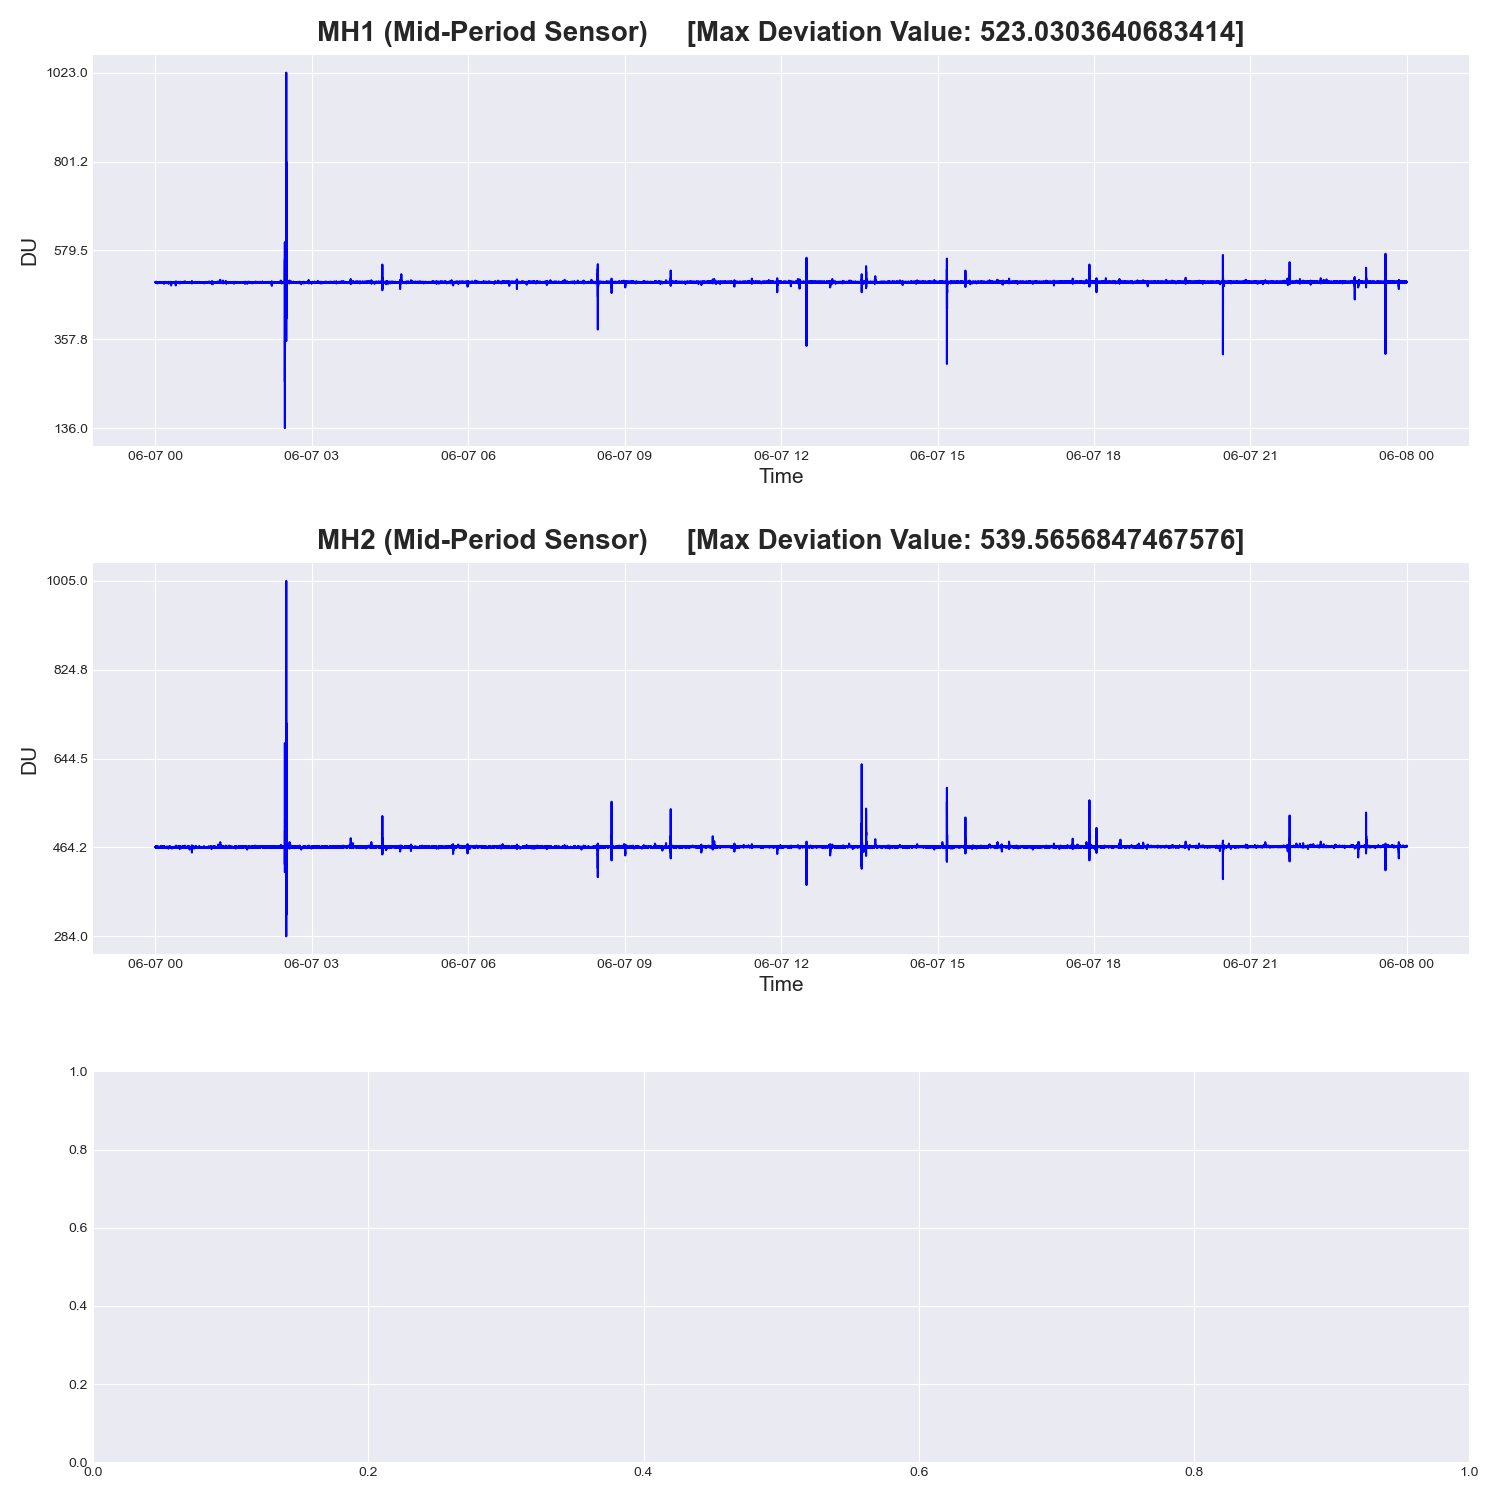 MH1 (Mid-Period Sensor) [Max Deviation Value: 523.0303640683414]
1023.0
801.2
579.5
357.8
136.0
DU
06-07 00 06-07 03 06-07 06 06-07 09 06-07 12 06-07 15 06-07 18 06-07 21 06-08 00
Time
MH2 (Mid-Period Sensor) [Max Deviation Value: 539.5656847467576]
1005.0
824.8
644.5
464.2
284.0
DU
06-07 00 06-07 03 06-07 06 06-07 09 06-07 12 06-07 15 06-07 18 06-07 21 06-08 00
Time
1.0
0.8
0.6
0.4
0.2
0.0
0.0 0.2 0.4 0.6 0.8 1.0